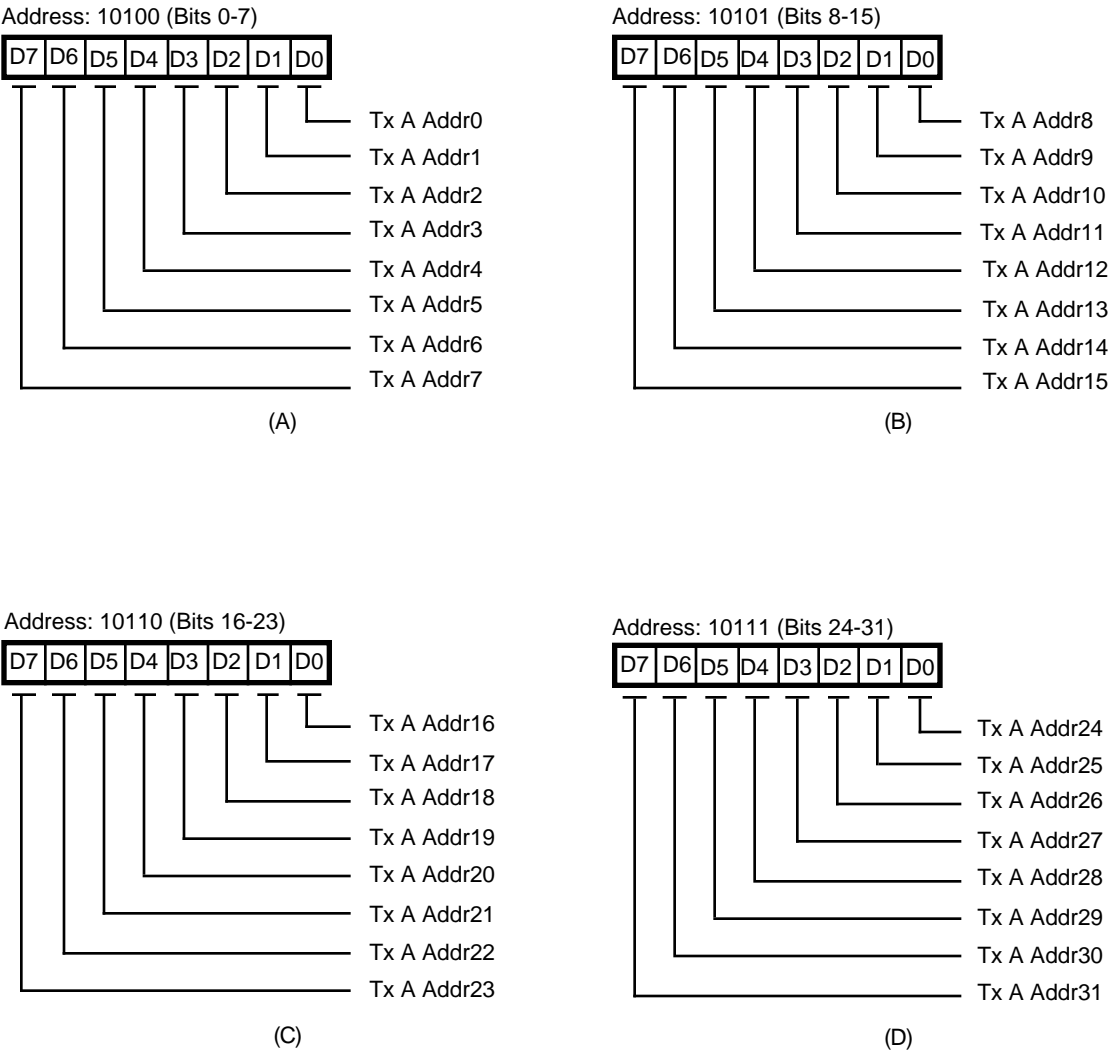 Address: 10100 (Bits 0-7)
D7 D6 D5 D4 D3 D2 D1 D0
Tx A Addr0
Tx A Addr1
Tx A Addr2
Tx A Addr3
Tx A Addr4
Tx A Addr5
Tx A Addr6
Tx A Addr7
(A)
Address: 10101 (Bits 8-15)
D7 D6 D5 D4 D3 D2 D1 D0
Tx A Addr8
Tx A Addr9
Tx A Addr10
Tx A Addr11
Tx A Addr12
Tx A Addr13
Tx A Addr14
Tx A Addr15
(B)
Address: 10110 (Bits 16-23)
D7 D6 D5 D4 D3 D2 D1 D0
Tx A Addr16
Tx A Addr17
Tx A Addr18
Tx A Addr19
Tx A Addr20
Tx A Addr21
Tx A Addr22
Tx A Addr23
(C)
Address: 10111 (Bits 24-31)
D7 D6 D5 D4 D3 D2 D1 D0
Tx A Addr24
Tx A Addr25
Tx A Addr26
Tx A Addr27
Tx A Addr28
Tx A Addr29
Tx A Addr30
Tx A Addr31
(D)